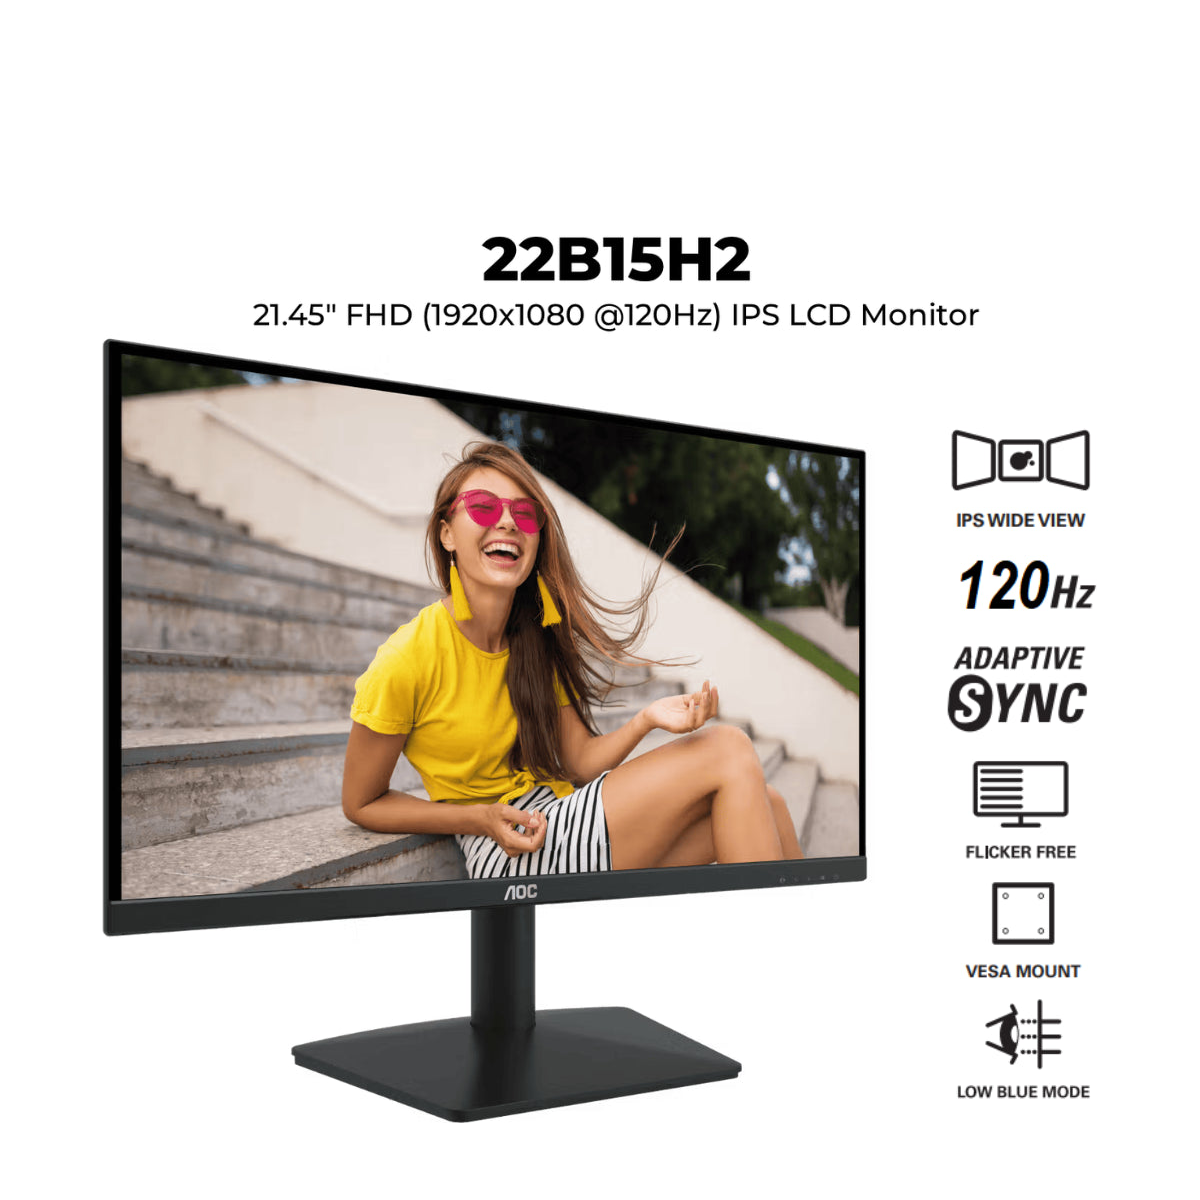 22B15H2
21.45" FHD (1920x1080 @120Hz) IPS LCD Monitor
IPS WIDE VIEW
120Hz
ADAPTIVE
SYNC
FLICKER FREE
VESA MOUNT
LOW BLUE MODE
AOC